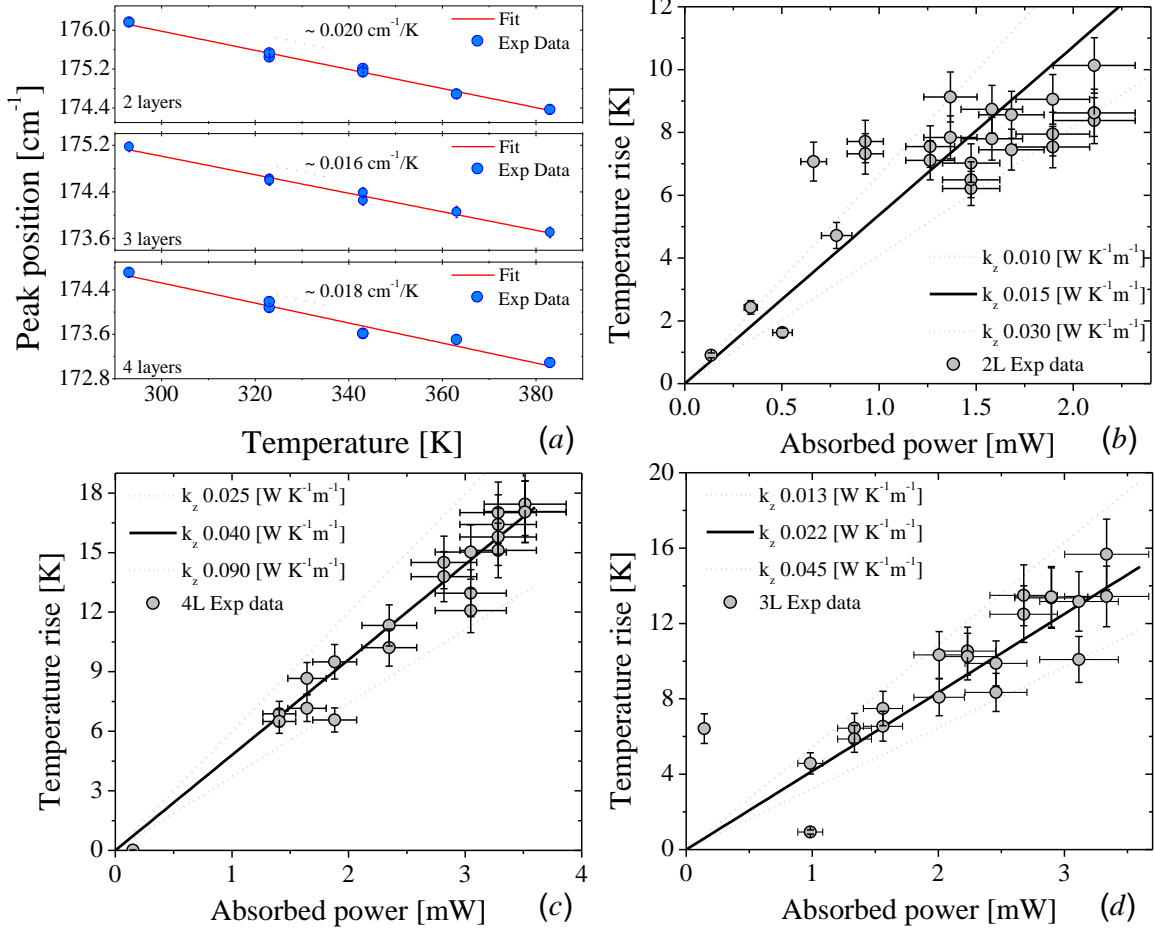 Peak position [cm⁻¹]
176.0
175.2
174.4
~ 0.020 cm⁻¹/K
Fit
Exp Data
2 layers
175.2
174.4
173.6
~ 0.016 cm⁻¹/K
Fit
Exp Data
3 layers
174.4
173.6
172.8
~ 0.018 cm⁻¹/K
Fit
Exp Data
4 layers
300 320 340 360 380
Temperature [K]
(a)
Temperature rise [K]
12
10
8
6
4
2
0
k_z 0.010 [W K⁻¹m⁻¹]
k_z 0.015 [W K⁻¹m⁻¹]
k_z 0.030 [W K⁻¹m⁻¹]
2L Exp data
0.0 0.5 1.0 1.5 2.0
Absorbed power [mW]
(b)
Temperature rise [K]
18
15
12
9
6
3
0
k_z 0.025 [W K⁻¹m⁻¹]
k_z 0.040 [W K⁻¹m⁻¹]
k_z 0.090 [W K⁻¹m⁻¹]
4L Exp data
0 1 2 3 4
Absorbed power [mW]
(c)
Temperature rise [K]
20
16
12
8
4
0
k_z 0.013 [W K⁻¹m⁻¹]
k_z 0.022 [W K⁻¹m⁻¹]
k_z 0.045 [W K⁻¹m⁻¹]
3L Exp data
0 1 2 3
Absorbed power [mW]
(d)